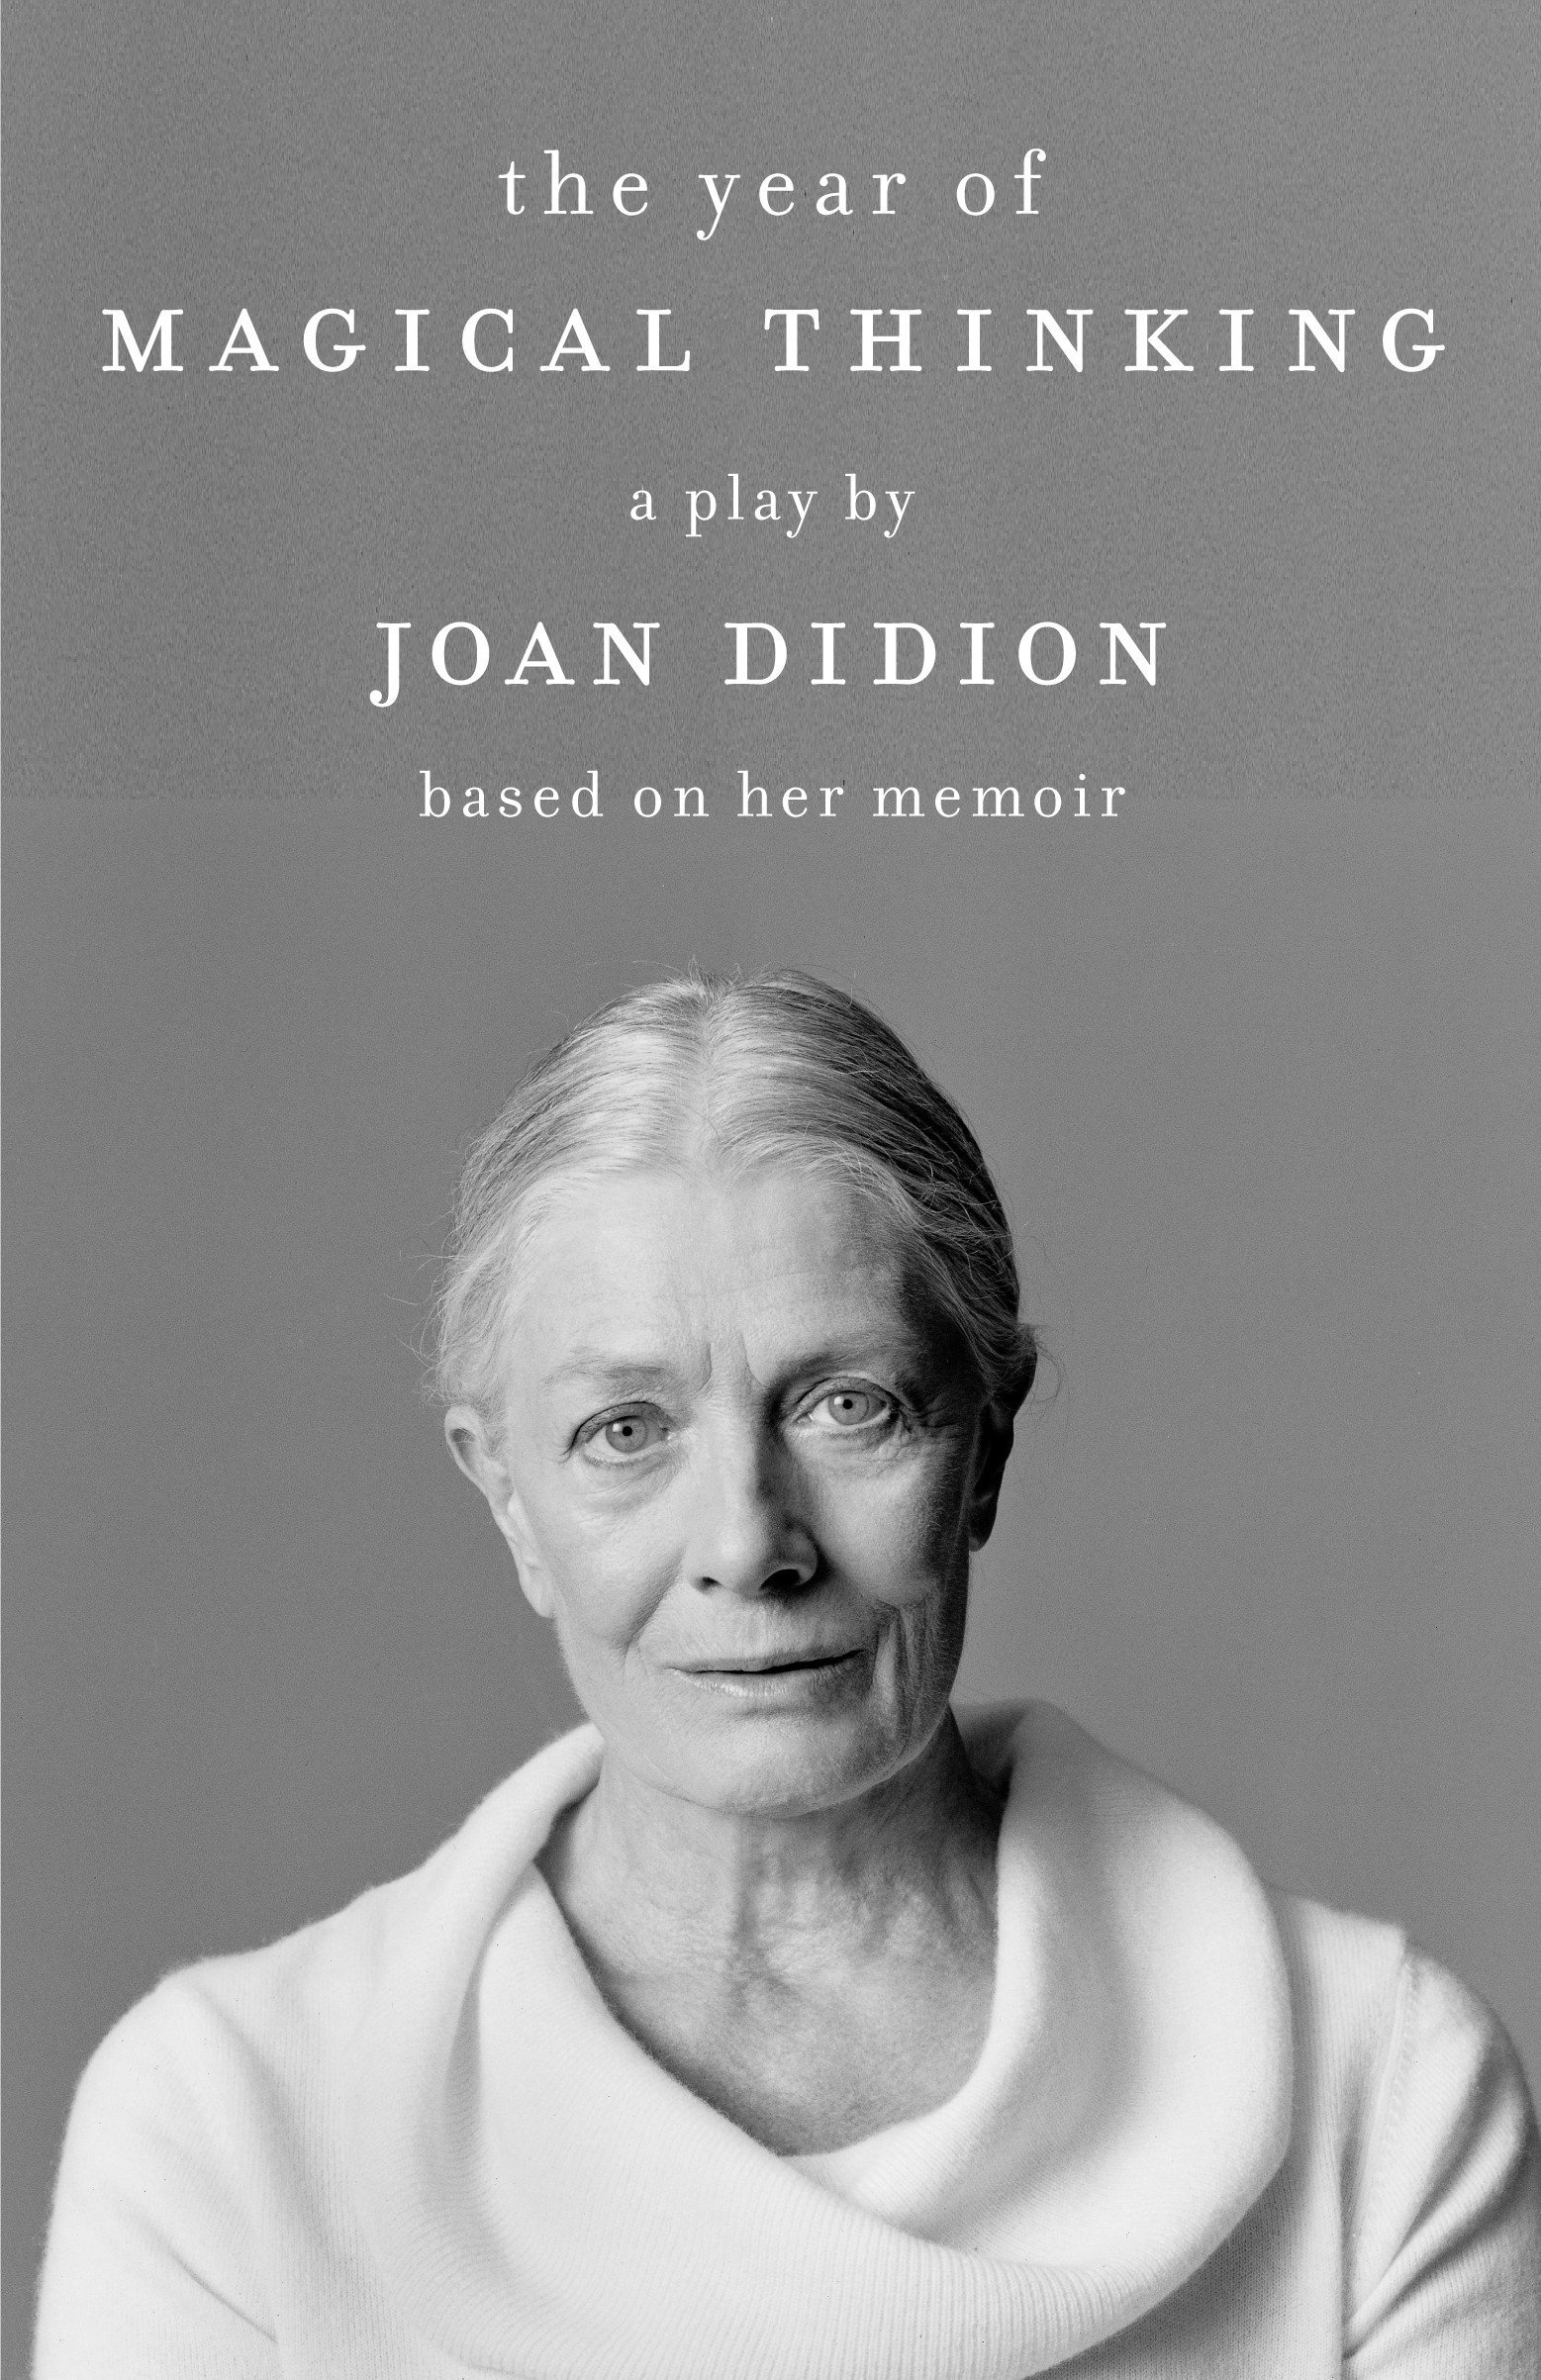 the year of
MAGICAL THINKING
a play by
JOAN DIDION
based on her memoir